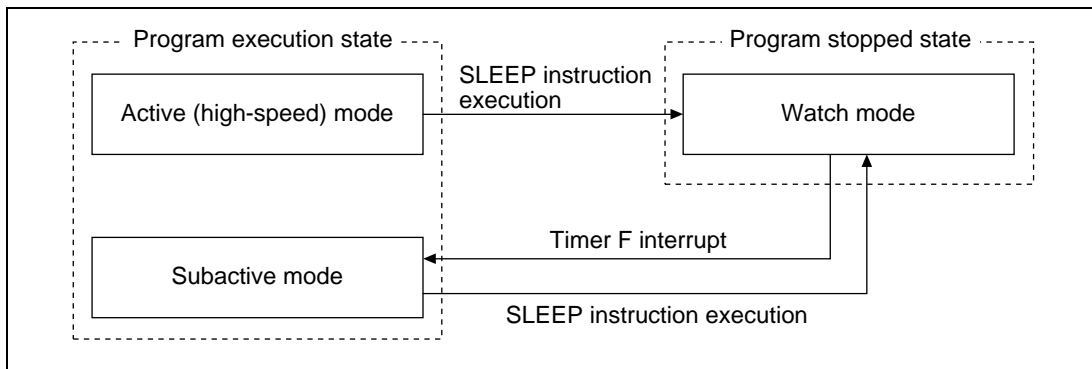 Program execution state
Program stopped state
SLEEP instruction
execution
Active (high-speed) mode
Watch mode
Timer F interrupt
Subactive mode
SLEEP instruction execution